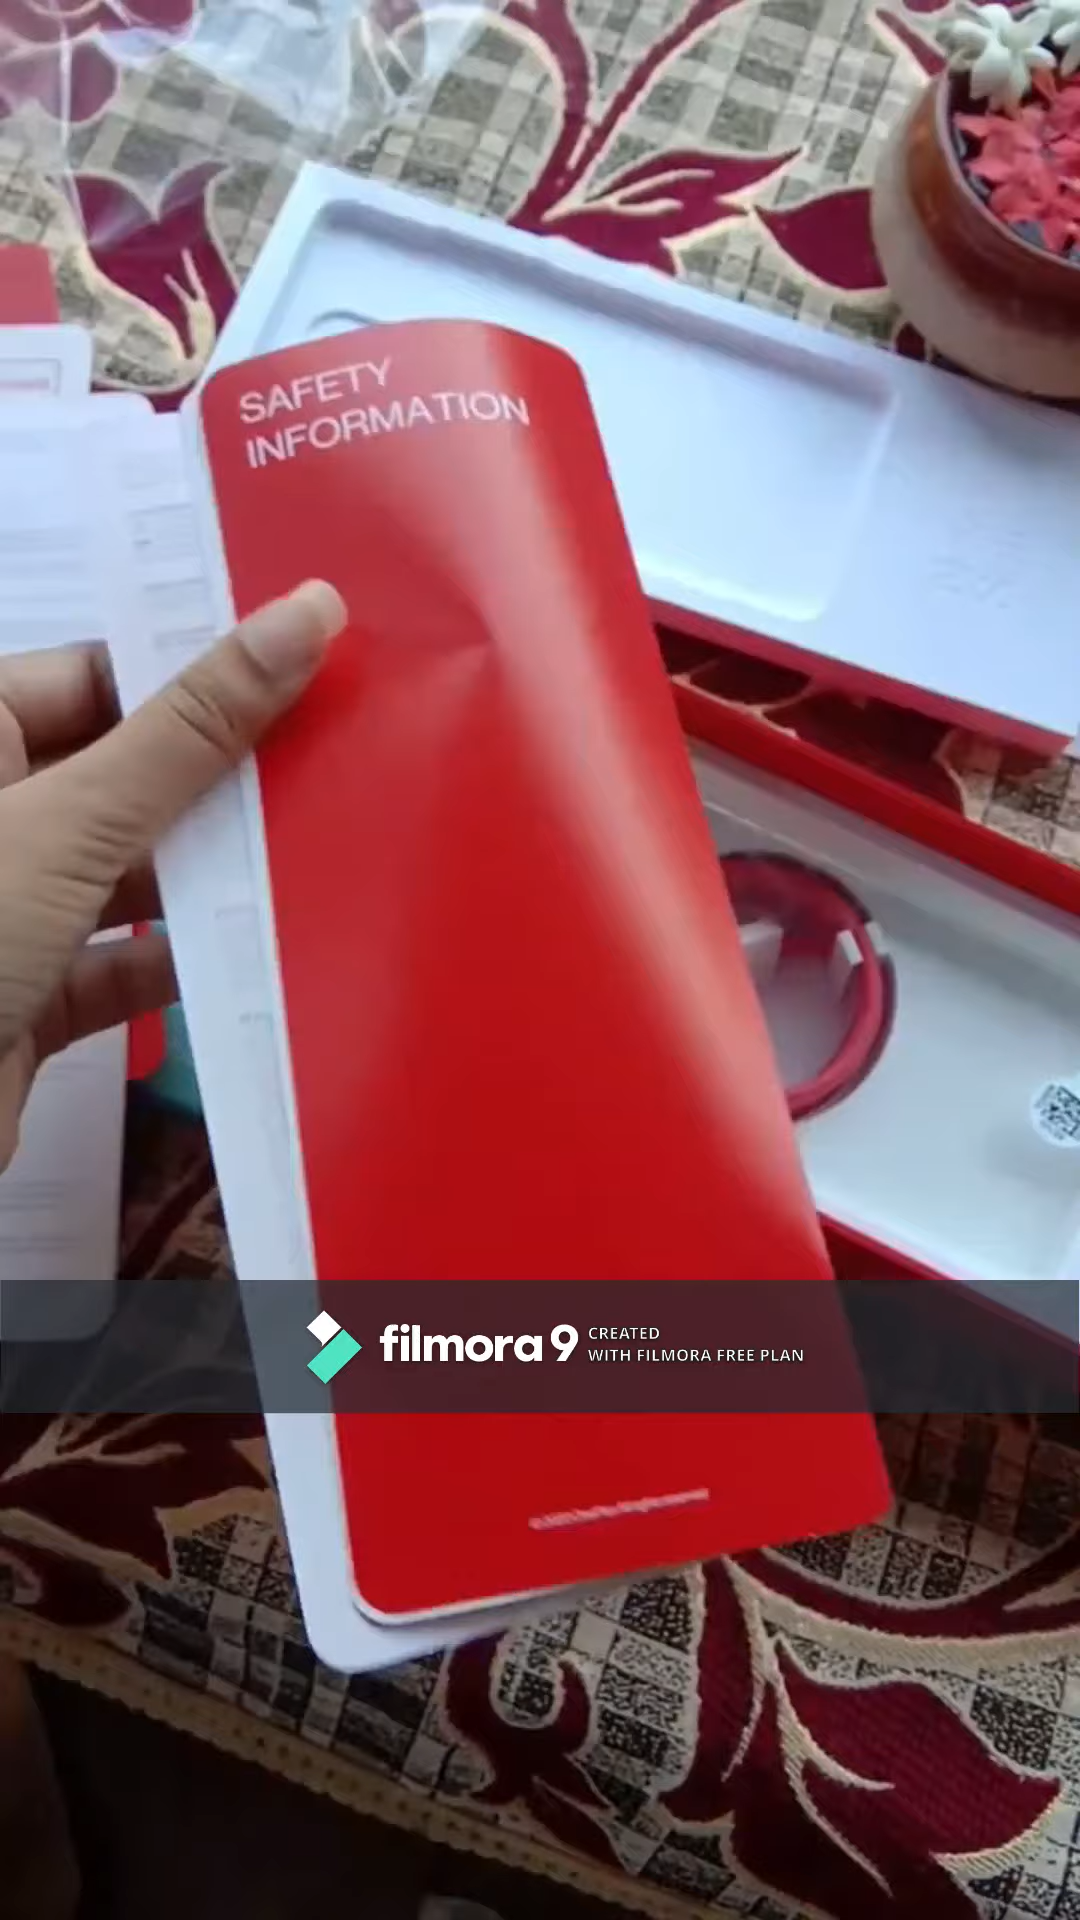 SAFETY
INFORMATION
filmora 9
CREATED
WITH FILMORA FREE PLAN